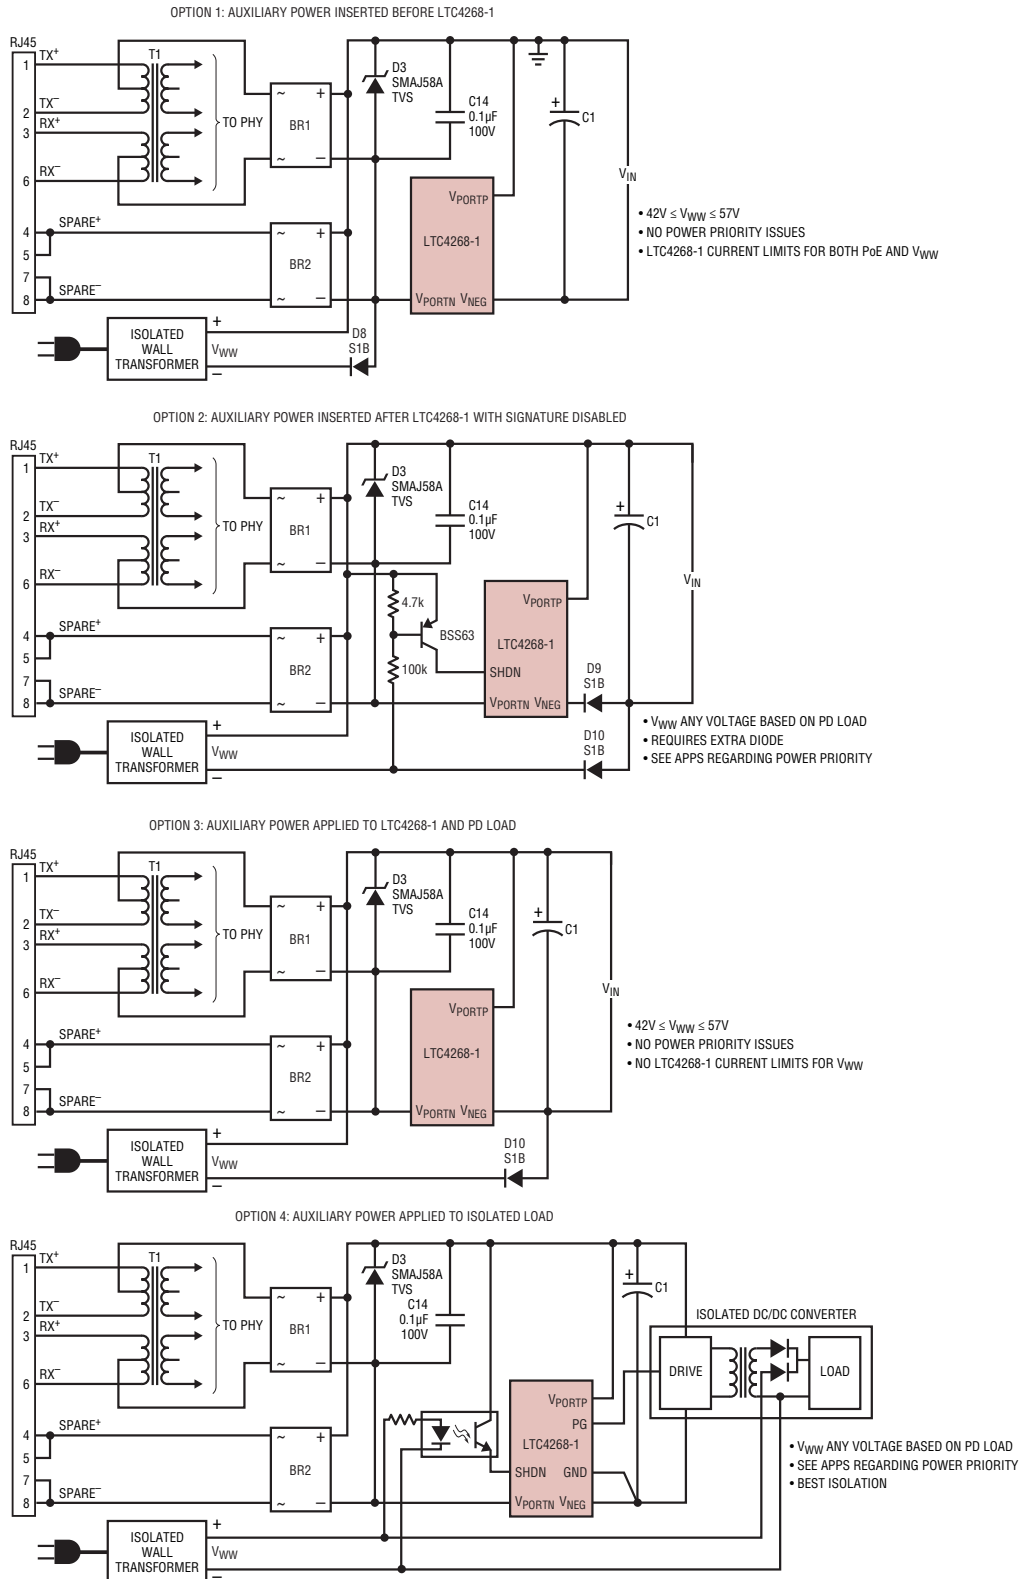 OPTION 1: AUXILIARY POWER INSERTED BEFORE LTC4268-1
RJ45
1
TX+
T1
2
TX–
3
RX+
6
RX–
TO PHY
~
+
BR1
~
–
D3
SMAJ58A
TVS
C14
0.1µF
100V
+
C1
VIN
4
SPARE+
5
7
8
SPARE–
~
+
BR2
~
–
VPORTP
LTC4268-1
VPORTN VNEG
• 42V ≤ VWW ≤ 57V
• NO POWER PRIORITY ISSUES
• LTC4268-1 CURRENT LIMITS FOR BOTH PoE AND VWW
ISOLATED
WALL
TRANSFORMER
+
VWW
–
D8
S1B
OPTION 2: AUXILIARY POWER INSERTED AFTER LTC4268-1 WITH SIGNATURE DISABLED
RJ45
1
TX+
T1
2
TX–
3
RX+
6
RX–
TO PHY
~
+
BR1
~
–
D3
SMAJ58A
TVS
C14
0.1µF
100V
+
C1
VIN
4.7k
BSS63
100k
4
SPARE+
5
7
8
SPARE–
~
+
BR2
~
–
VPORTP
LTC4268-1
SHDN
VPORTN VNEG
D9
S1B
D10
S1B
• VWW ANY VOLTAGE BASED ON PD LOAD
• REQUIRES EXTRA DIODE
• SEE APPS REGARDING POWER PRIORITY
ISOLATED
WALL
TRANSFORMER
+
VWW
–
OPTION 3: AUXILIARY POWER APPLIED TO LTC4268-1 AND PD LOAD
RJ45
1
TX+
T1
2
TX–
3
RX+
6
RX–
TO PHY
~
+
BR1
~
–
D3
SMAJ58A
TVS
C14
0.1µF
100V
+
C1
VIN
4
SPARE+
5
7
8
SPARE–
~
+
BR2
~
–
VPORTP
LTC4268-1
VPORTN VNEG
• 42V ≤ VWW ≤ 57V
• NO POWER PRIORITY ISSUES
• NO LTC4268-1 CURRENT LIMITS FOR VWW
ISOLATED
WALL
TRANSFORMER
+
VWW
–
D10
S1B
OPTION 4: AUXILIARY POWER APPLIED TO ISOLATED LOAD
RJ45
1
TX+
T1
2
TX–
3
RX+
6
RX–
TO PHY
~
+
BR1
~
–
D3
SMAJ58A
TVS
C14
0.1µF
100V
+
C1
ISOLATED DC/DC CONVERTER
DRIVE
LOAD
4
SPARE+
5
7
8
SPARE–
~
+
BR2
~
–
VPORTP
PG
LTC4268-1
SHDN GND
VPORTN VNEG
• VWW ANY VOLTAGE BASED ON PD LOAD
• SEE APPS REGARDING POWER PRIORITY
• BEST ISOLATION
ISOLATED
WALL
TRANSFORMER
+
VWW
–